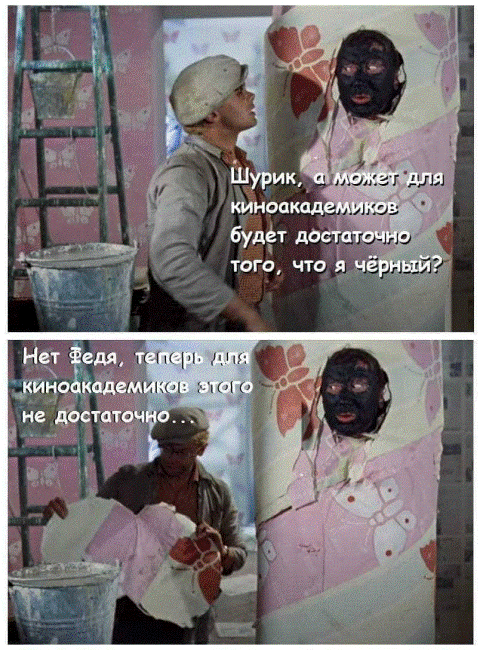 Шурик, а может для
киноакадемиков
будет достаточно
того, что я чёрный?
Нет Федя, теперь для
киноакадемиков этого
не достаточно...